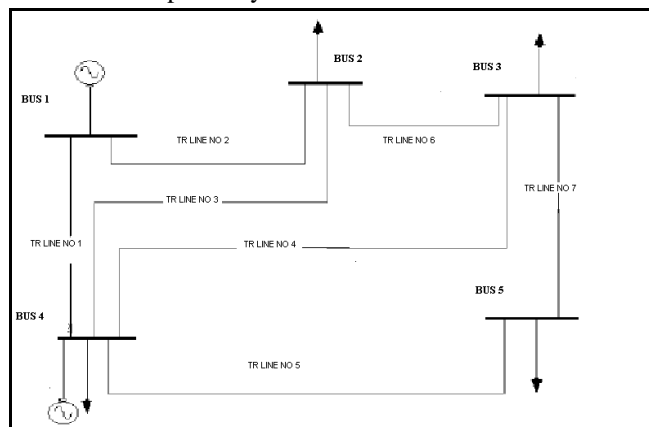 BUS 2
BUS 3
BUS 1
TR LINE NO 2
TR LINE NO 6
TR LINE NO 7
TR LINE NO 3
TR LINE NO 1
TR LINE NO 4
BUS 5
BUS 4
TR LINE NO 5